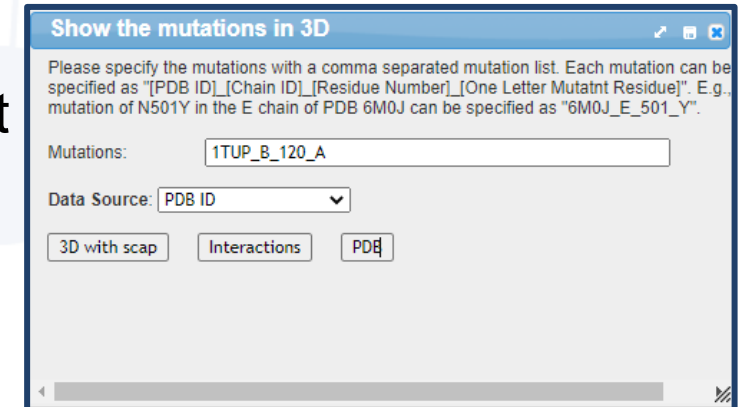 Show the mutations in 3D
Please specify the mutations with a comma separated mutation list. Each mutation can be
specified as "[PDB ID]_[Chain ID]_[Residue Number]_[One Letter Mutatnt Residue]". E.g.,
mutation of N501Y in the E chain of PDB 6M0J can be specified as "6M0J_E_501_Y".
t
Mutations: 1TUP_B_120_A
Data Source: PDB ID
3D with scap Interactions PDB